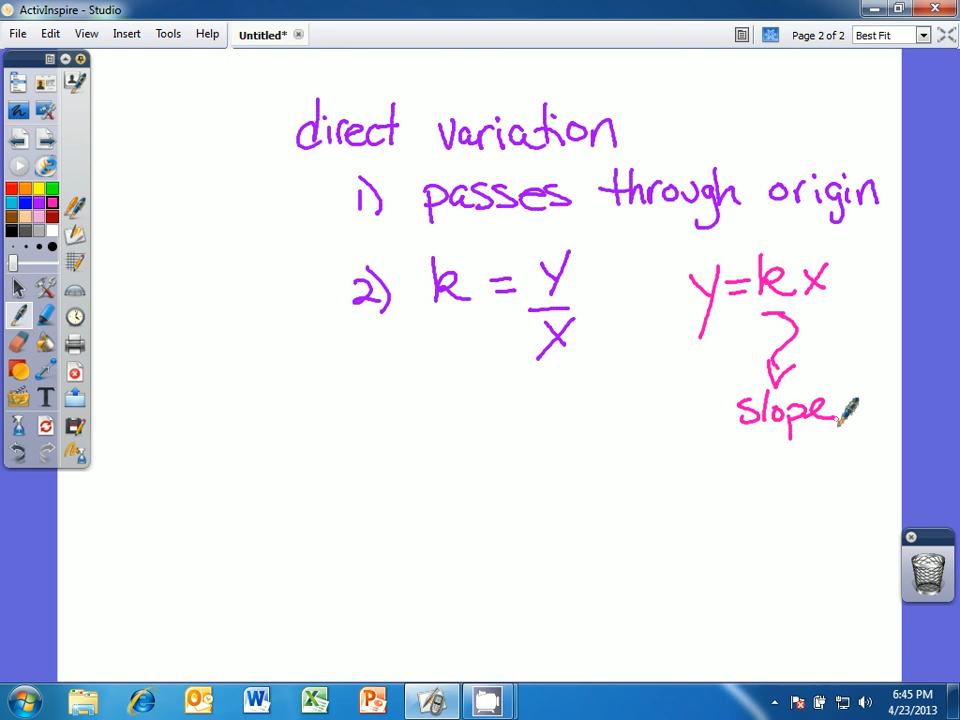 ActivInspire - Studio
File Edit View Insert Tools Help Untitled* Page 2 of 2 Best Fit
direct variation
1) passes through origin
2) k = y/x y=kx
slope
6:45 PM
4/23/2013